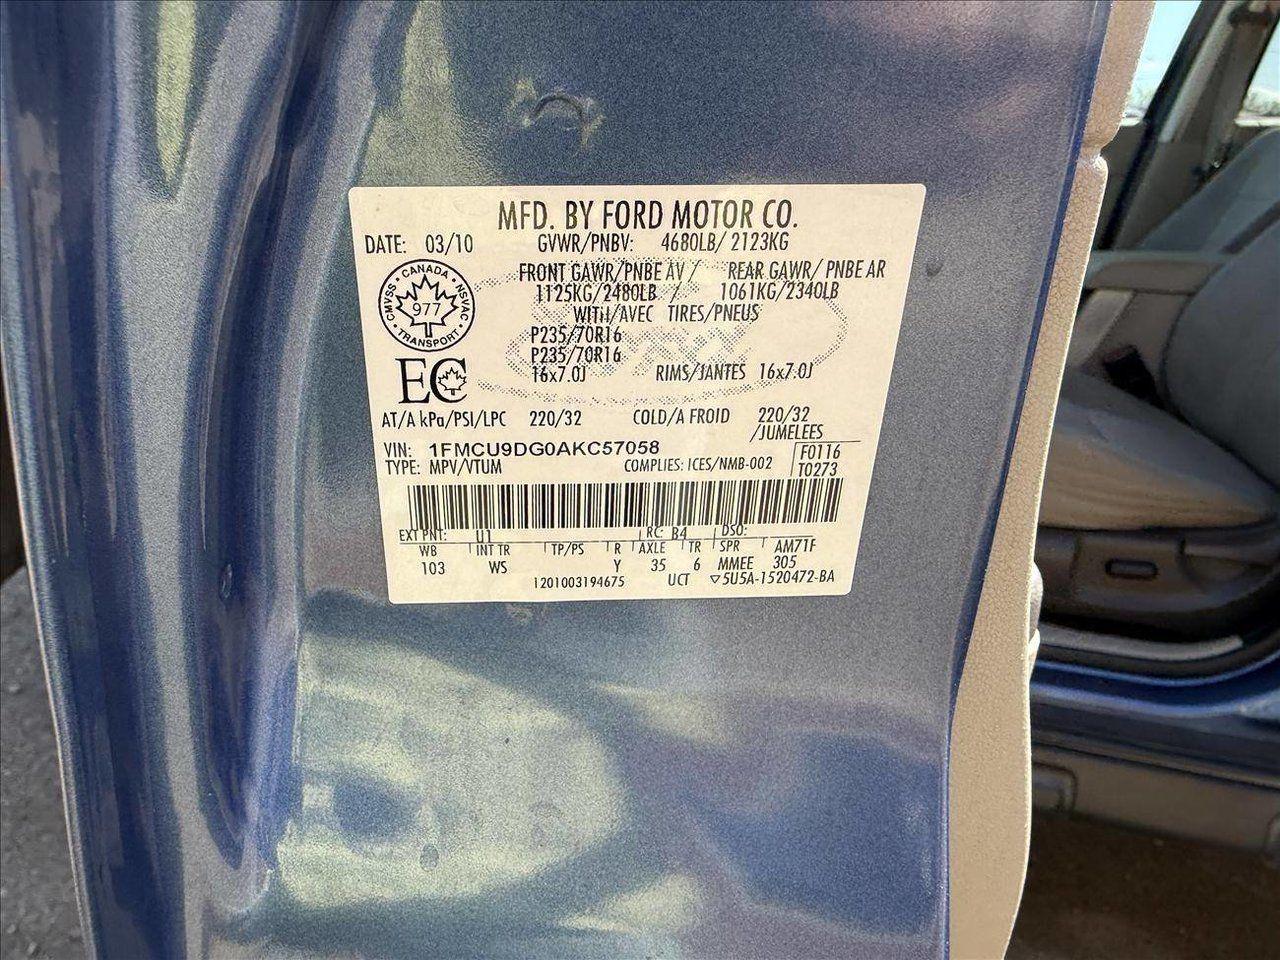 MFD. BY FORD MOTOR CO.
DATE: 03/10 GVWR/PNBV: 4680LB/ 2123KG
FRONT GAWR/PNBE AV / REAR GAWR/ PNBE AR
1125KG/2480LB / 1061KG/2340LB
WITH/AVEC TIRES/PNEUS
P235/70R16
P235/70R16
16x7.0J RIMS/JANTES 16x7.0J
CMVSS • CANADA • NSVAC • TRANSPORT •
977
EC
AT/A kPa/PSI/LPC 220/32 COLD/A FROID 220/32
/JUMELEES
VIN: 1FMCU9DG0AKC57058 F0116
TYPE: MPV/VTUM COMPLIES: ICES/NMB-002 T0273
EXT PNT: U1 RC: B4 DSO:
WB INT TR TP/PS R AXLE TR SPR AM71F
103 WS Y 35 6 MMEE 305
1201003194675 UCT ▽5U5A-1520472-BA